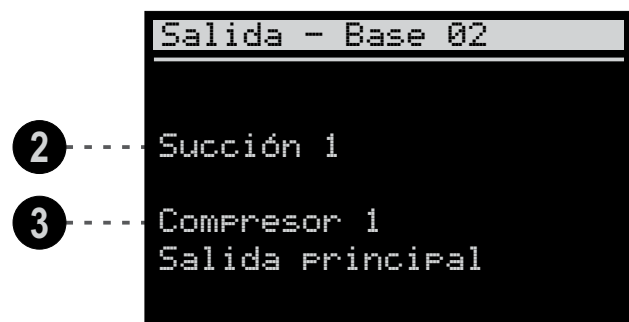 Salida - Base 02
2 Succión 1
3 Compresor 1
Salida principal